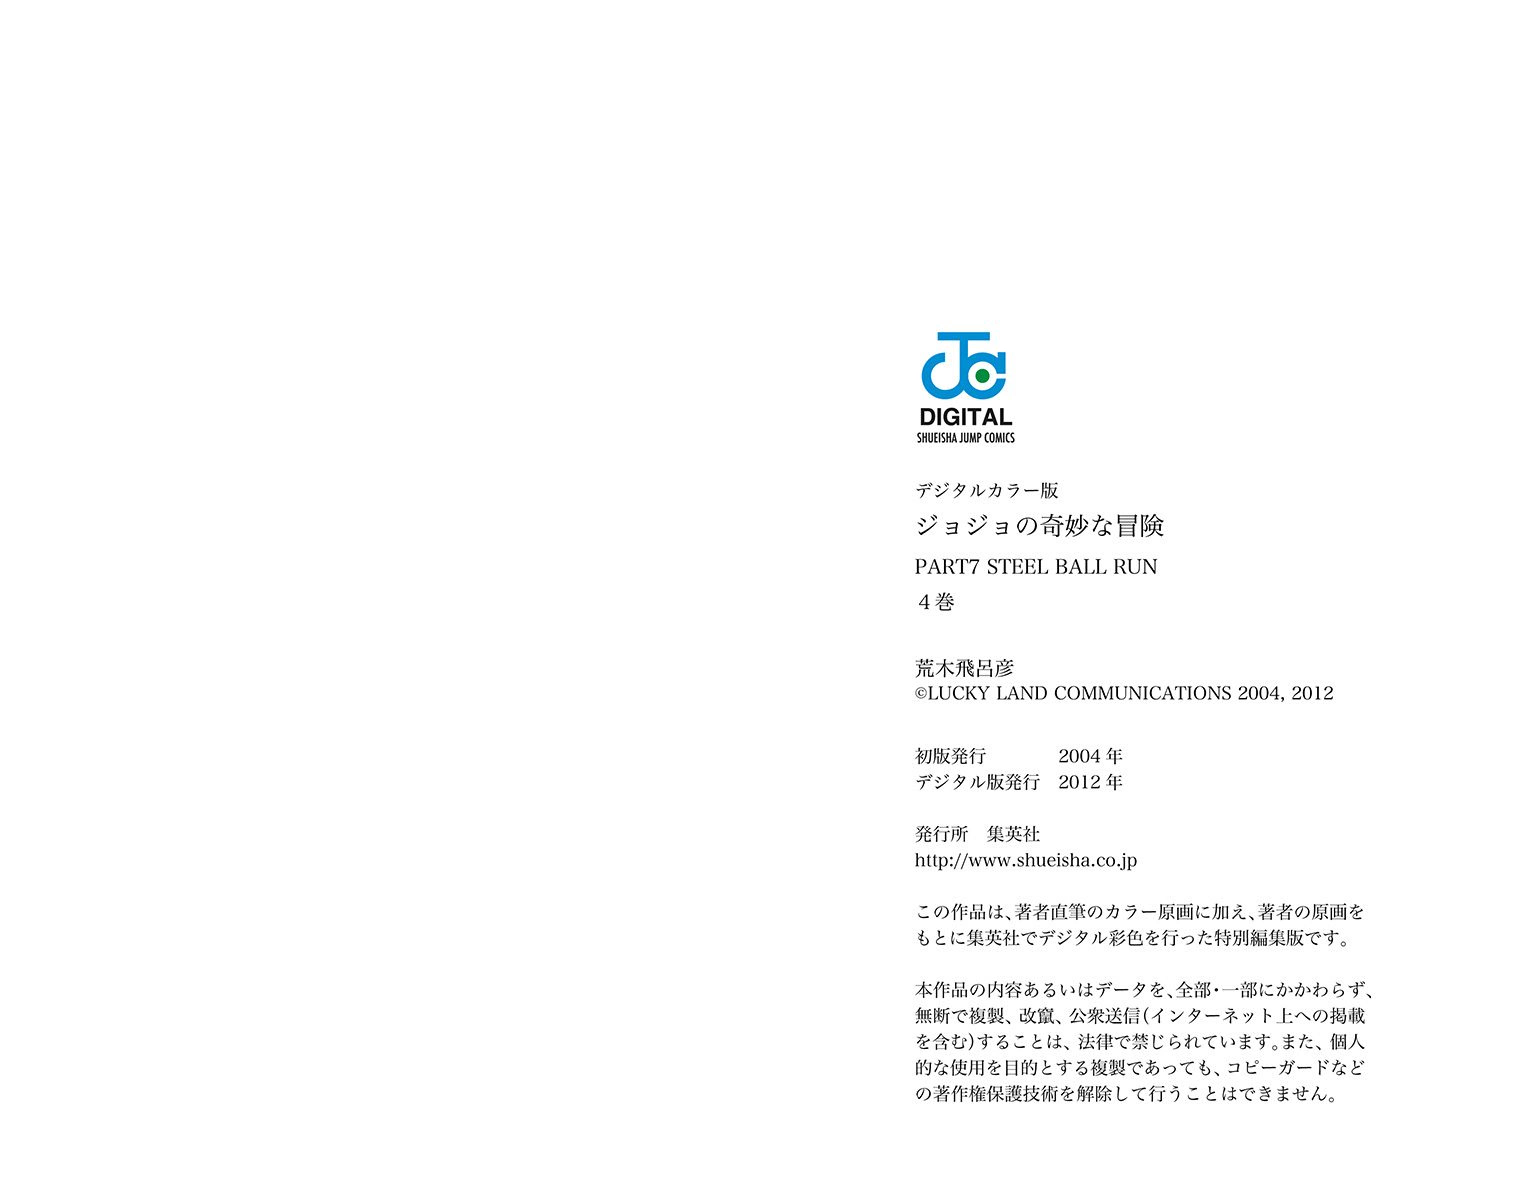 JC
DIGITAL
SHUEISHA JUMP COMICS
デジタルカラー版
ジョジョの奇妙な冒険
PART7 STEEL BALL RUN
４巻
荒木飛呂彦
©LUCKY LAND COMMUNICATIONS 2004, 2012
初版発行　　　　2004 年
デジタル版発行　2012 年
発行所　集英社
http://www.shueisha.co.jp
この作品は、著者直筆のカラー原画に加え、著者の原画を
もとに集英社でデジタル彩色を行った特別編集版です。
本作品の内容あるいはデータを、全部・一部にかかわらず、
無断で複製、改竄、公衆送信（インターネット上への掲載
を含む）することは、法律で禁じられています。また、個人
的な使用を目的とする複製であっても、コピーガードなど
の著作権保護技術を解除して行うことはできません。